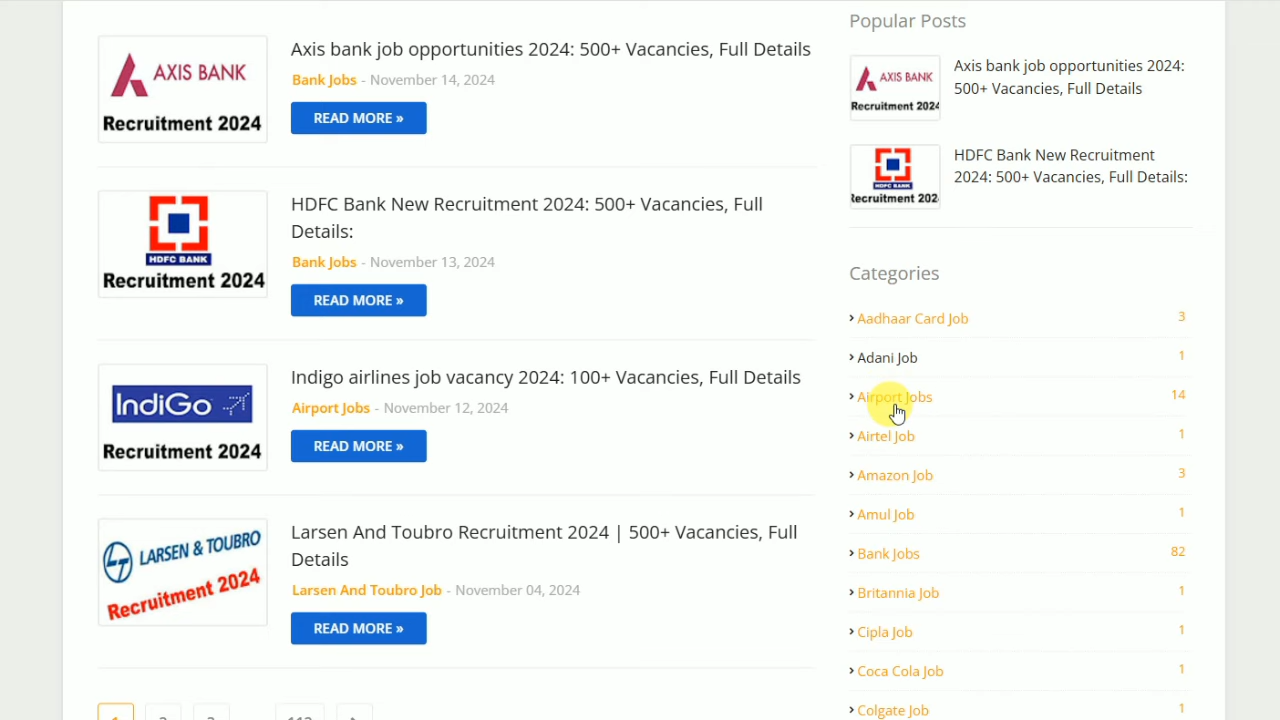 AXIS BANK
Recruitment 2024
Axis bank job opportunities 2024: 500+ Vacancies, Full Details
Bank Jobs - November 14, 2024
READ MORE »
HDFC BANK
Recruitment 2024
HDFC Bank New Recruitment 2024: 500+ Vacancies, Full
Details:
Bank Jobs - November 13, 2024
READ MORE »
IndiGo
Recruitment 2024
Indigo airlines job vacancy 2024: 100+ Vacancies, Full Details
Airport Jobs - November 12, 2024
READ MORE »
LARSEN & TOUBRO
Recruitment 2024
Larsen And Toubro Recruitment 2024 | 500+ Vacancies, Full
Details
Larsen And Toubro Job - November 04, 2024
READ MORE »
1 2 3 112
Popular Posts
AXIS BANK
Recruitment 2024
Axis bank job opportunities 2024:
500+ Vacancies, Full Details
HDFC BANK
Recruitment 202
HDFC Bank New Recruitment
2024: 500+ Vacancies, Full Details:
Categories
› Aadhaar Card Job 3
› Adani Job 1
› Airport Jobs 14
› Airtel Job 1
› Amazon Job 3
› Amul Job 1
› Bank Jobs 82
› Britannia Job 1
› Cipla Job 1
› Coca Cola Job 1
› Colgate Job 1